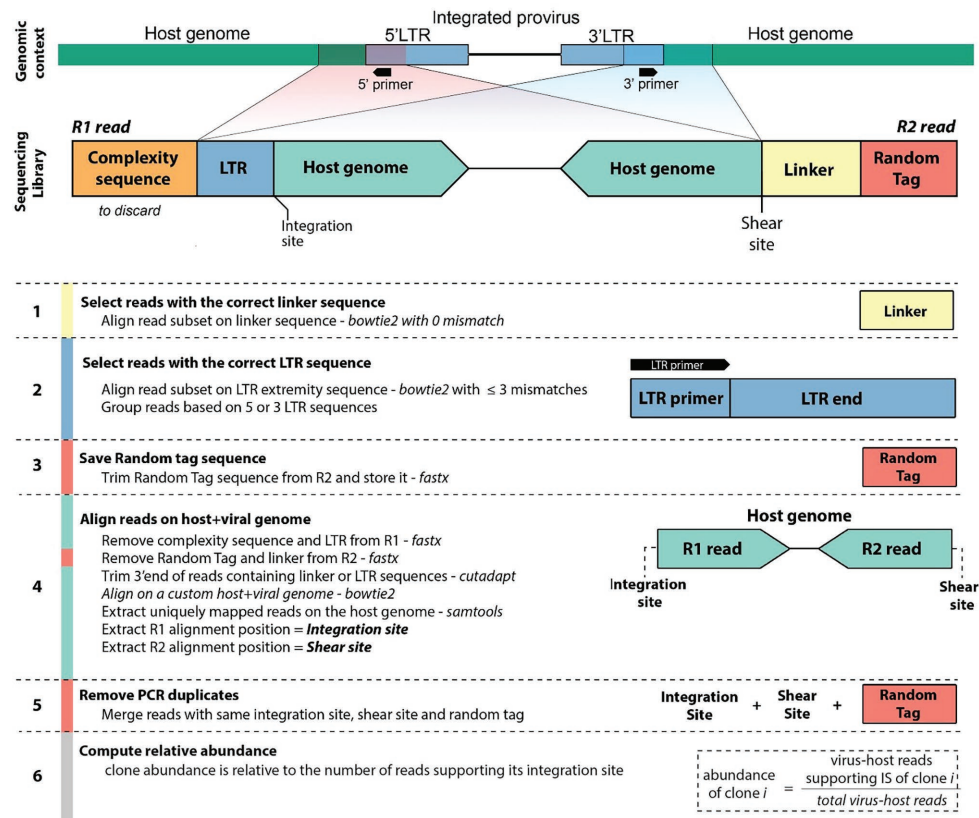 Genomic
context
Host genome
Integrated provirus
5'LTR
3'LTR
Host genome
5' primer
3' primer
Sequencing
Library
R1 read
R2 read
Complexity
sequence
LTR
Host genome
Host genome
Linker
Random
Tag
to discard
Integration
site
Shear
site
1
Select reads with the correct linker sequence
Align read subset on linker sequence - bowtie2 with 0 mismatch
Linker
2
Select reads with the correct LTR sequence
Align read subset on LTR extremity sequence - bowtie2 with ≤ 3 mismatches
Group reads based on 5 or 3 LTR sequences
LTR primer
LTR primer
LTR end
3
Save Random tag sequence
Trim Random Tag sequence from R2 and store it - fastx
Random
Tag
4
Align reads on host+viral genome
Remove complexity sequence and LTR from R1 - fastx
Remove Random Tag and linker from R2 - fastx
Trim 3'end of reads containing linker or LTR sequences - cutadapt
Align on a custom host+viral genome - bowtie2
Extract uniquely mapped reads on the host genome - samtools
Extract R1 alignment position = Integration site
Extract R2 alignment position = Shear site
Host genome
R1 read
R2 read
Integration
site
Shear
site
5
Remove PCR duplicates
Merge reads with same integration site, shear site and random tag
Integration
Site
+
Shear
Site
+
Random
Tag
6
Compute relative abundance
clone abundance is relative to the number of reads supporting its integration site
abundance
of clone i
=
virus-host reads
supporting IS of clone i
total virus-host reads